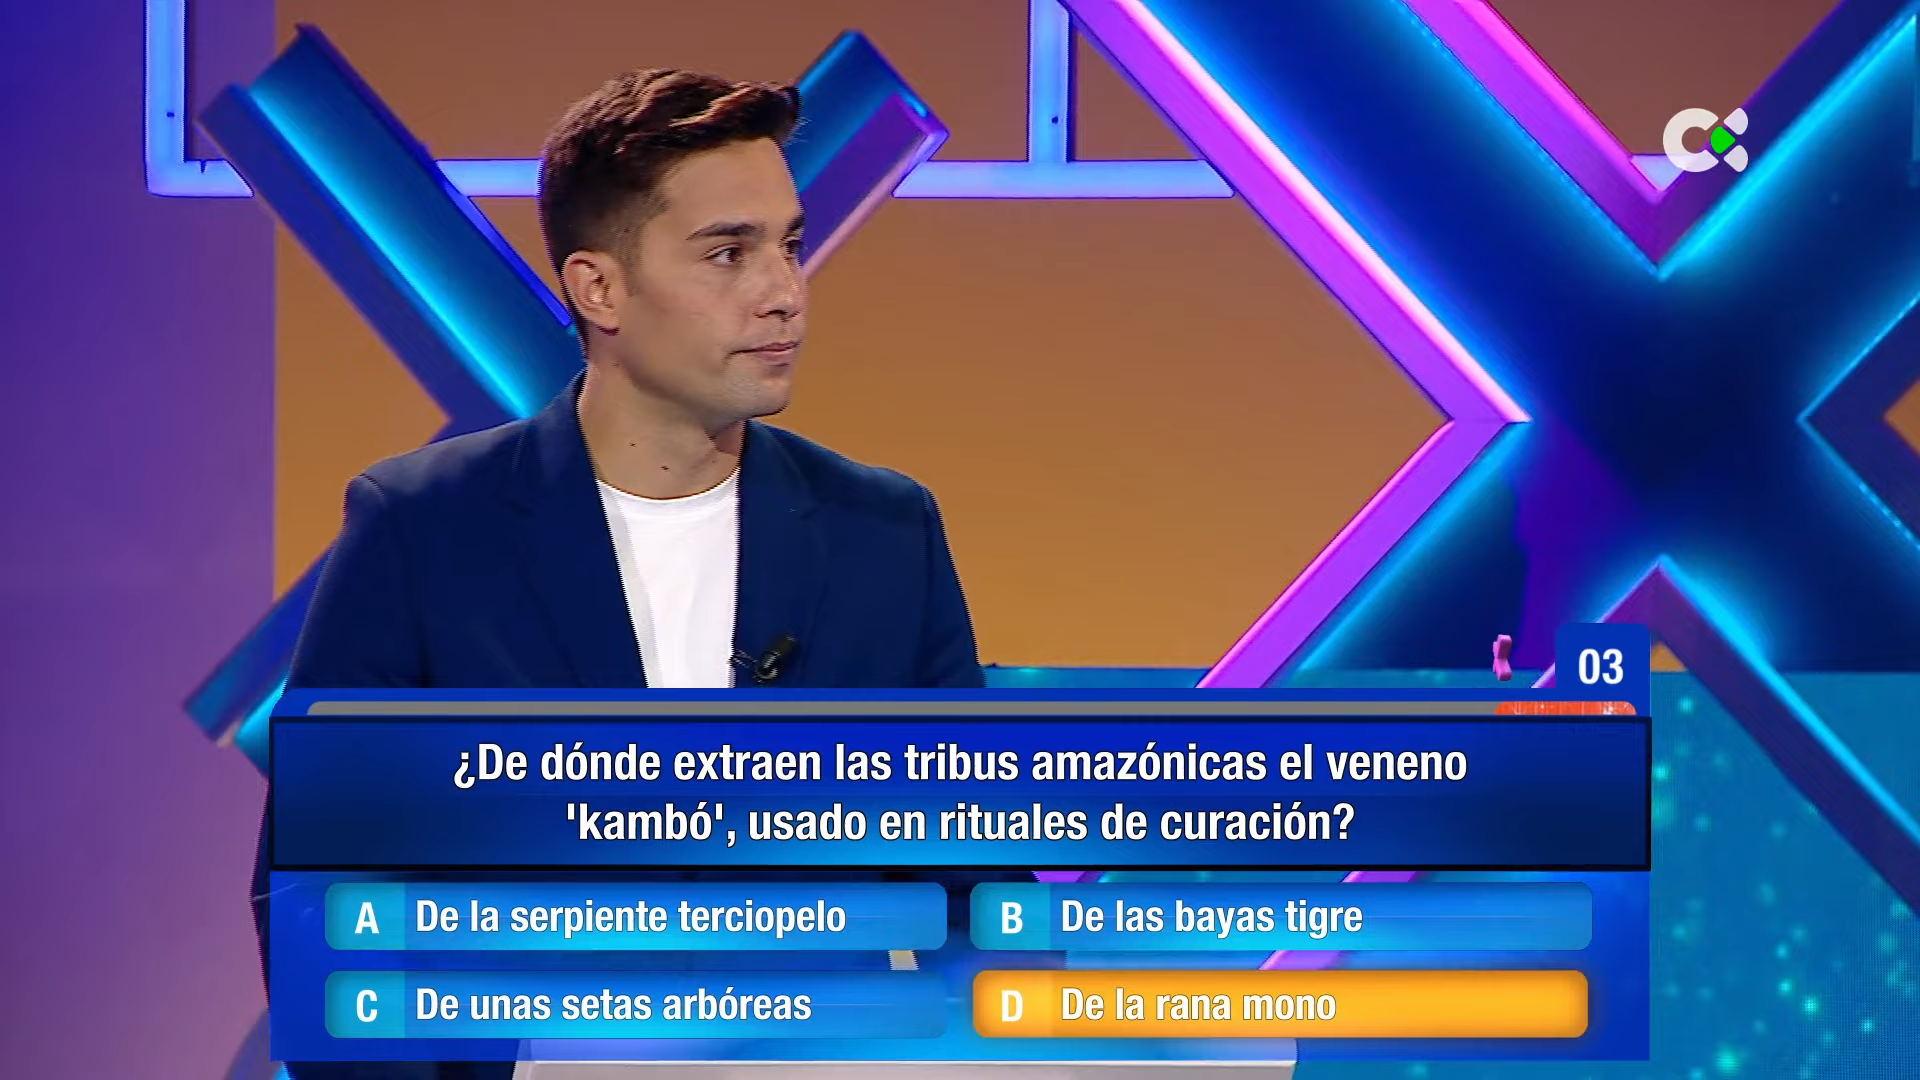 03
¿De dónde extraen las tribus amazónicas el veneno
'kambó', usado en rituales de curación?
A De la serpiente terciopelo
B De las bayas tigre
C De unas setas arbóreas
D De la rana mono